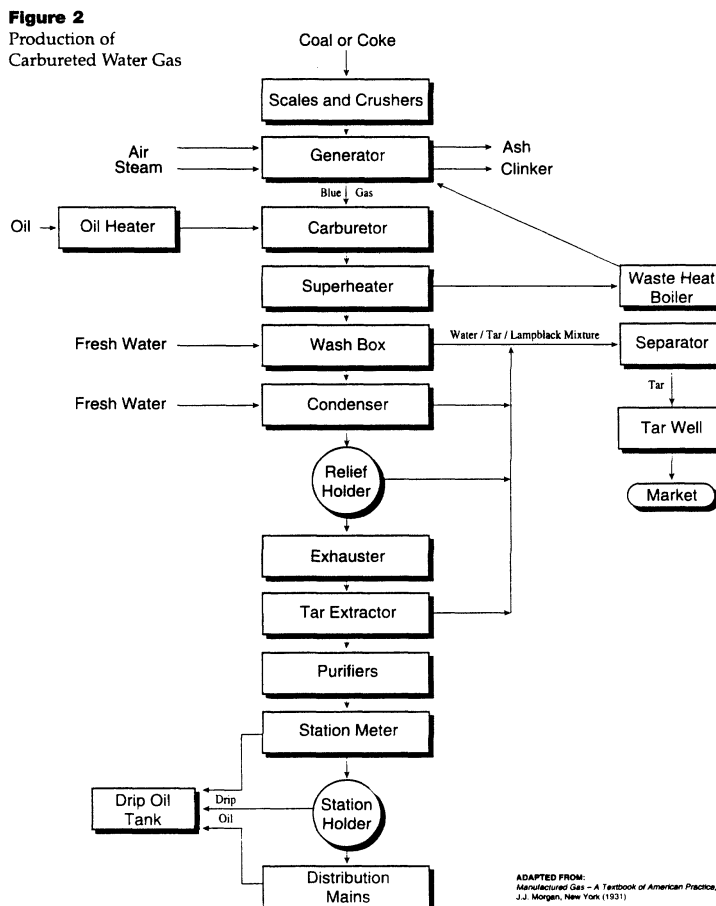 Figure 2
Production of
Carbureted Water Gas
Coal or Coke
Scales and Crushers
Air
Steam
Generator
Ash
Clinker
Blue Gas
Oil
Oil Heater
Carburetor
Superheater
Waste Heat
Boiler
Fresh Water
Wash Box
Water / Tar / Lampblack Mixture
Separator
Fresh Water
Condenser
Tar
Tar Well
Relief
Holder
Market
Exhauster
Tar Extractor
Purifiers
Station Meter
Drip Oil
Tank
Drip
Oil
Station
Holder
Distribution
Mains
ADAPTED FROM:
Manufactured Gas – A Textbook of American Practice,
J.J. Morgan, New York (1931)